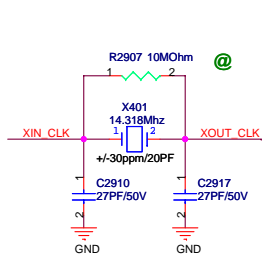 R2907 10MOhm
@
1 2
X401
14.318Mhz
XIN_CLK 1 2 XOUT_CLK
+/-30ppm/20PF
1 1
C2910 C2917
27PF/50V 27PF/50V
2 2
GND GND